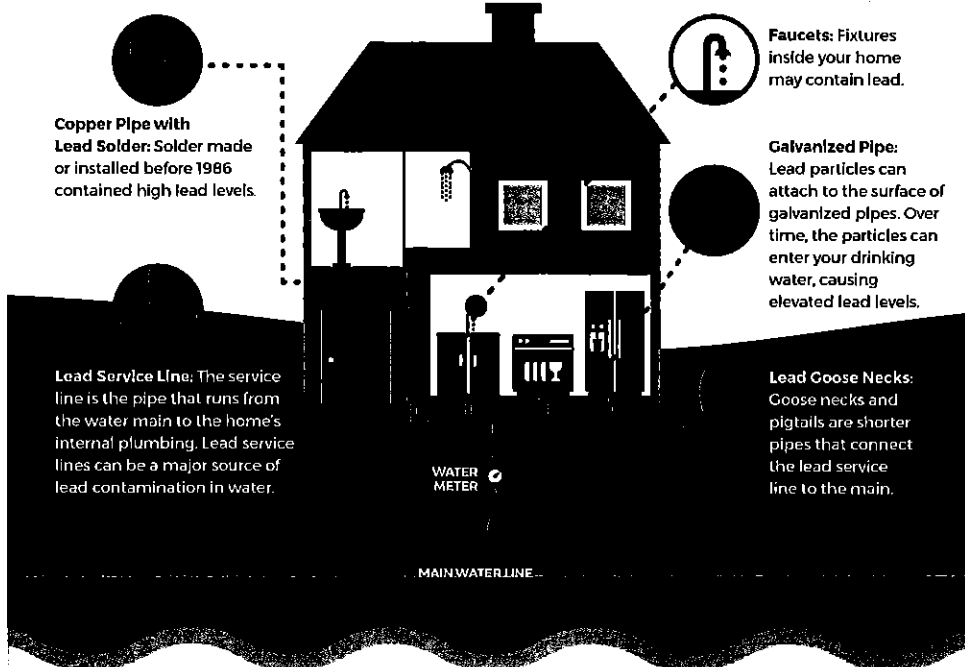 Faucets: Fixtures
inside your home
may contain lead.
Copper Pipe with
Lead Solder: Solder made
or installed before 1986
contained high lead levels.
Galvanized Pipe:
Lead particles can
attach to the surface of
galvanized pipes. Over
time, the particles can
enter your drinking
water, causing
elevated lead levels.
Lead Service Line: The service
line is the pipe that runs from
the water main to the home's
internal plumbing. Lead service
lines can be a major source of
lead contamination in water.
Lead Goose Necks:
Goose necks and
pigtails are shorter
pipes that connect
the lead service
line to the main.
WATER
METER
MAIN WATER LINE